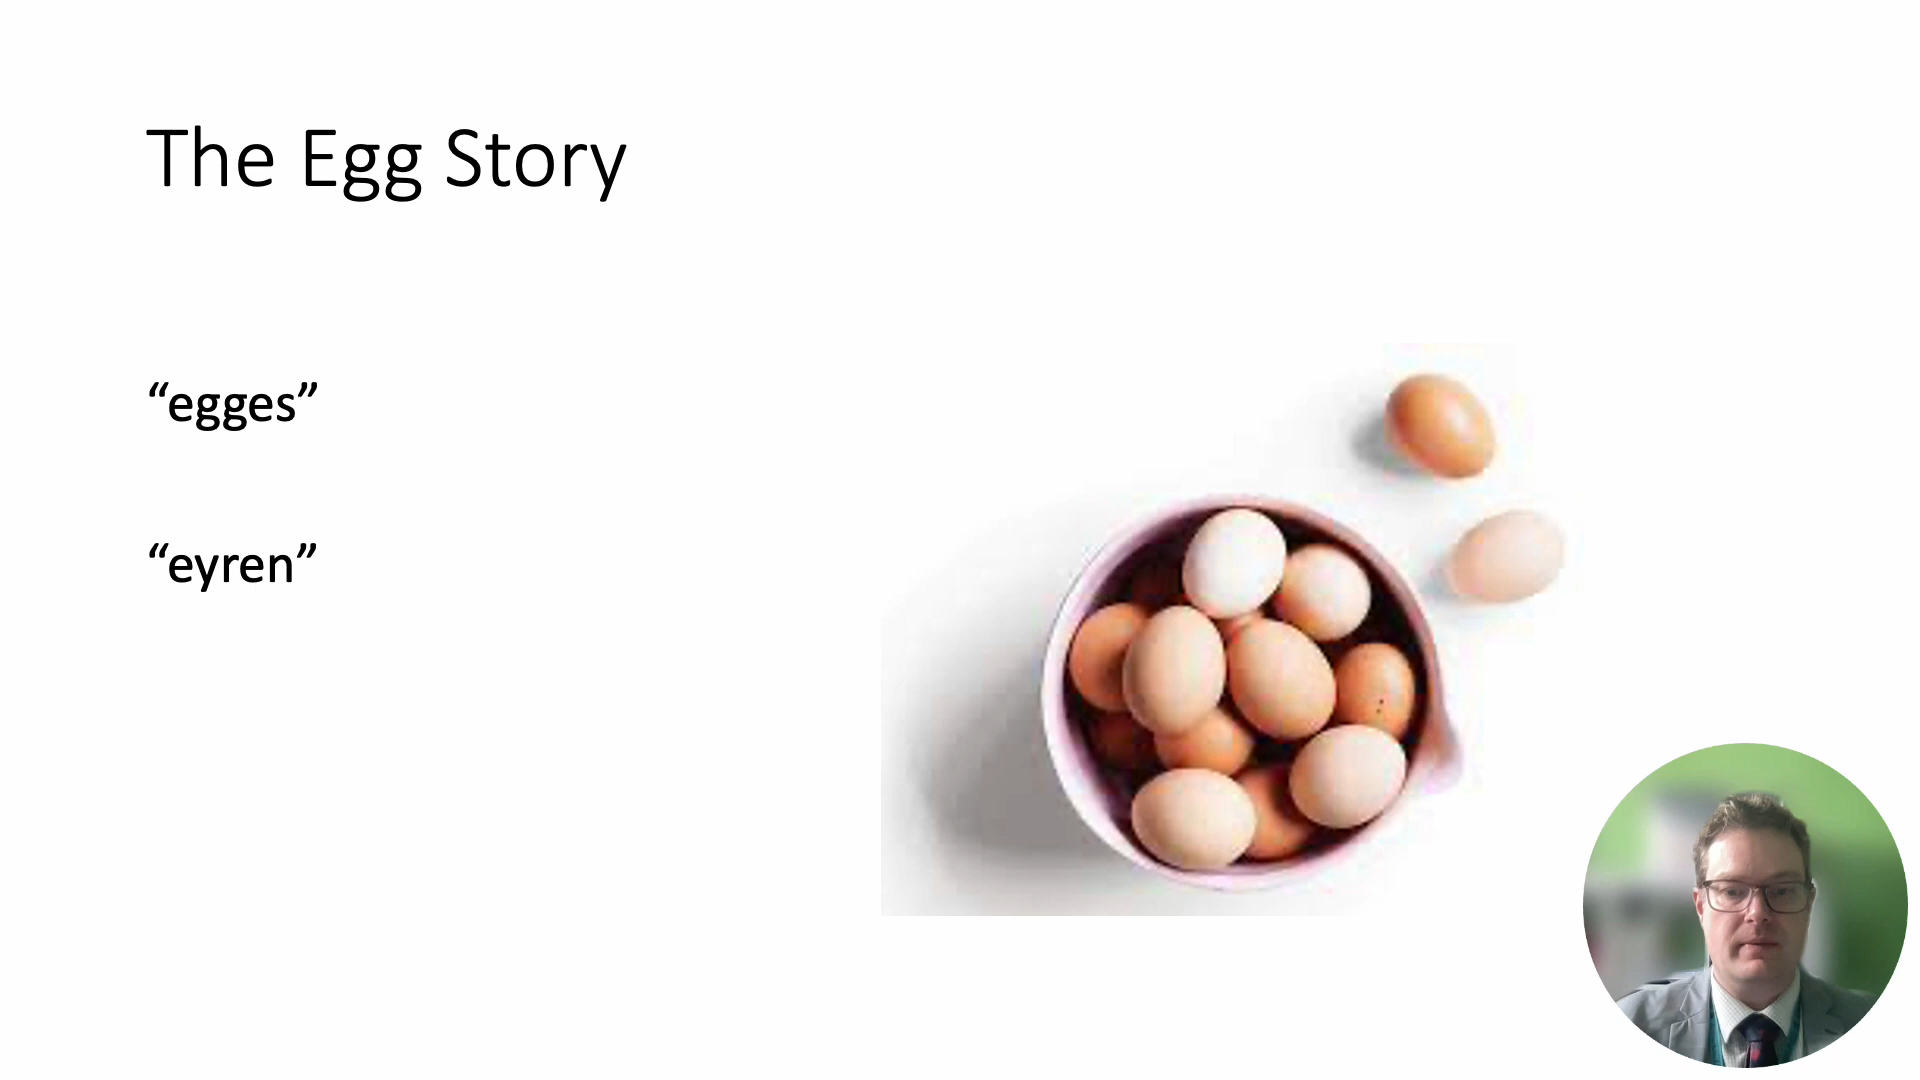 The Egg Story
“egges”
“eyren”